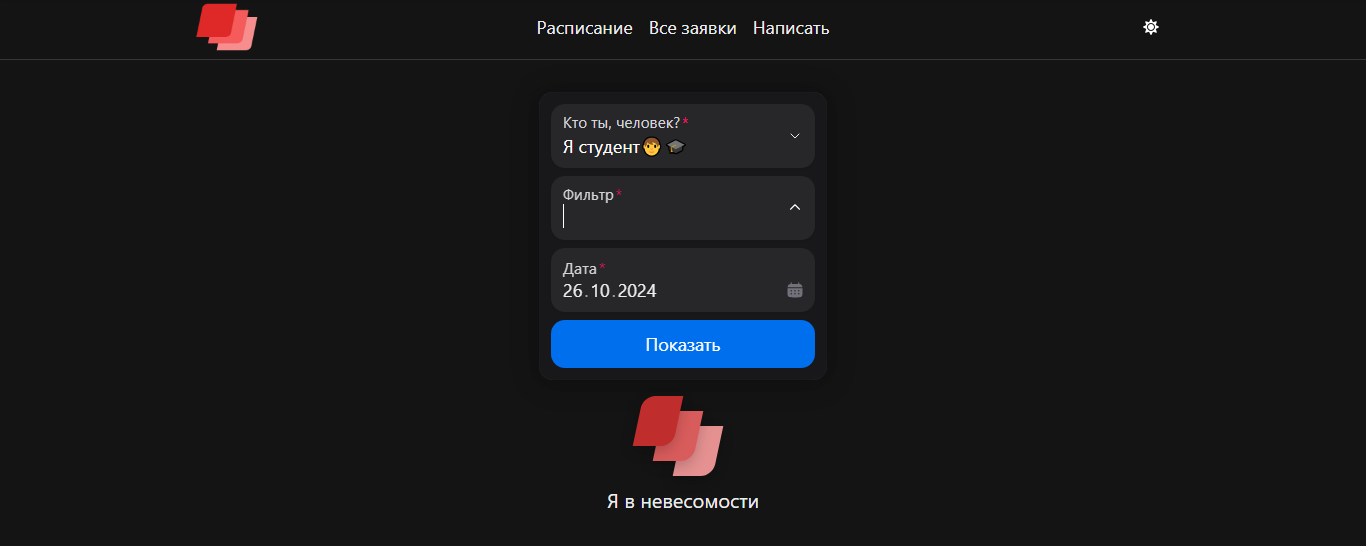 Расписание Все заявки Написать
Кто ты, человек?*
Я студент🧑🎓
Фильтр*
Дата*
26.10.2024
Показать
Я в невесомости